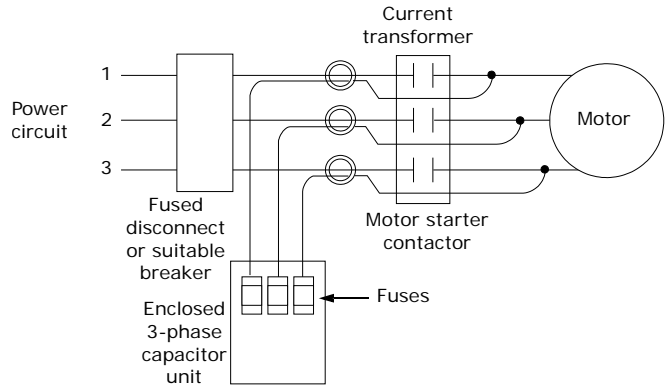 Current
transformer
1
Power
circuit
2
3
Motor
Fused
disconnect
or suitable
breaker
Motor starter
contactor
Fuses
Enclosed
3-phase
capacitor
unit